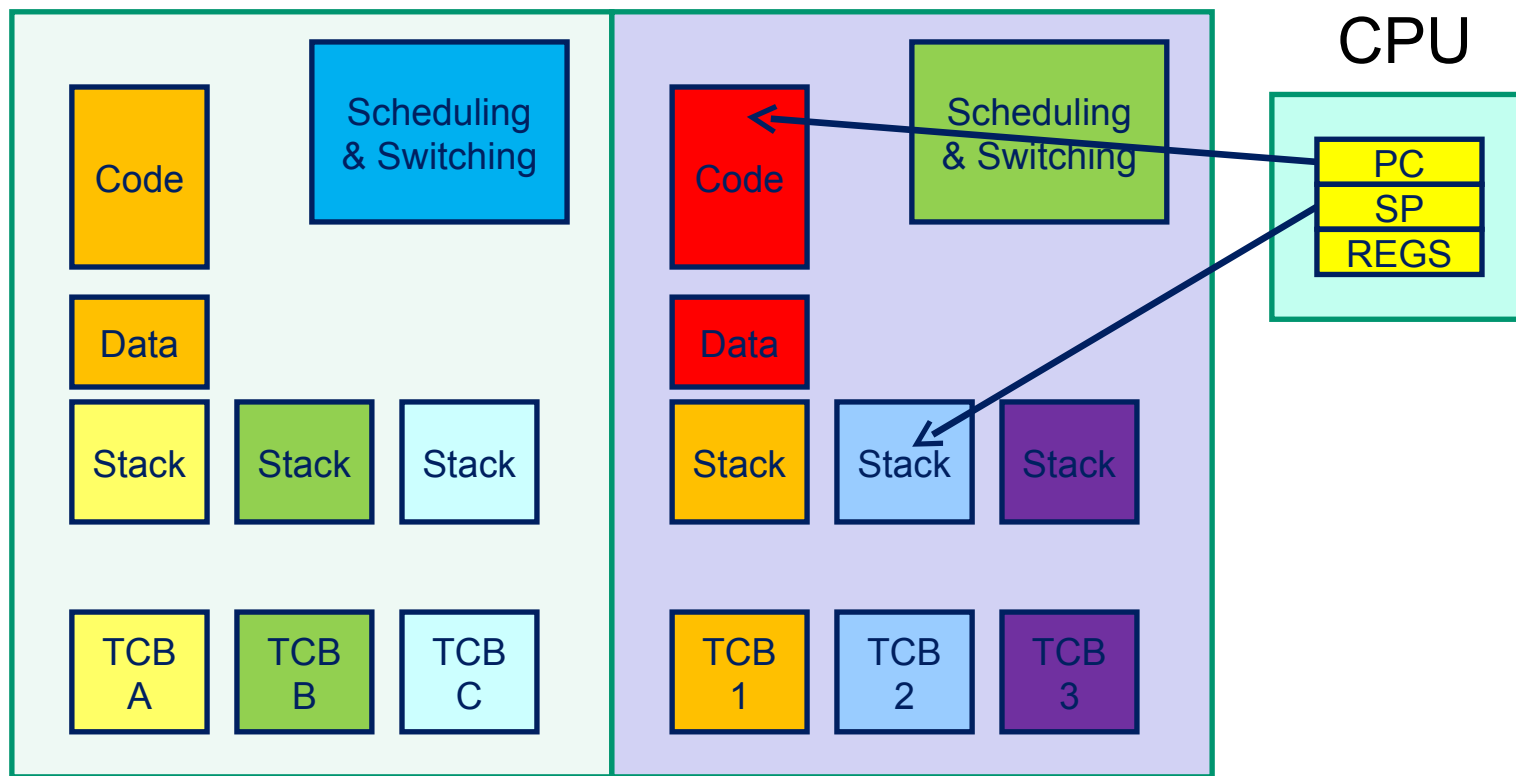 CPU
Code
Scheduling
& Switching
Code
Scheduling
& Switching
PC
SP
REGS
Data
Data
Stack
Stack
Stack
Stack
Stack
Stack
TCB
A
TCB
B
TCB
C
TCB
1
TCB
2
TCB
3